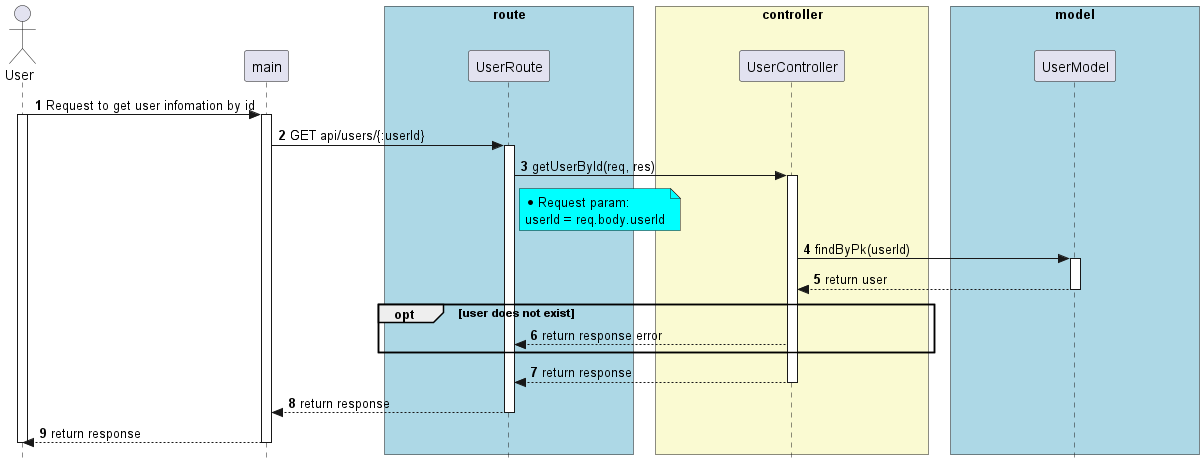 route
controller
model
User
main
UserRoute
UserController
UserModel
1 Request to get user infomation by id
2 GET api/users/{:userId}
3 getUserById(req, res)
• Request param:
userId = req.body.userId
4 findByPk(userId)
5 return user
opt [user does not exist]
6 return response error
7 return response
8 return response
9 return response